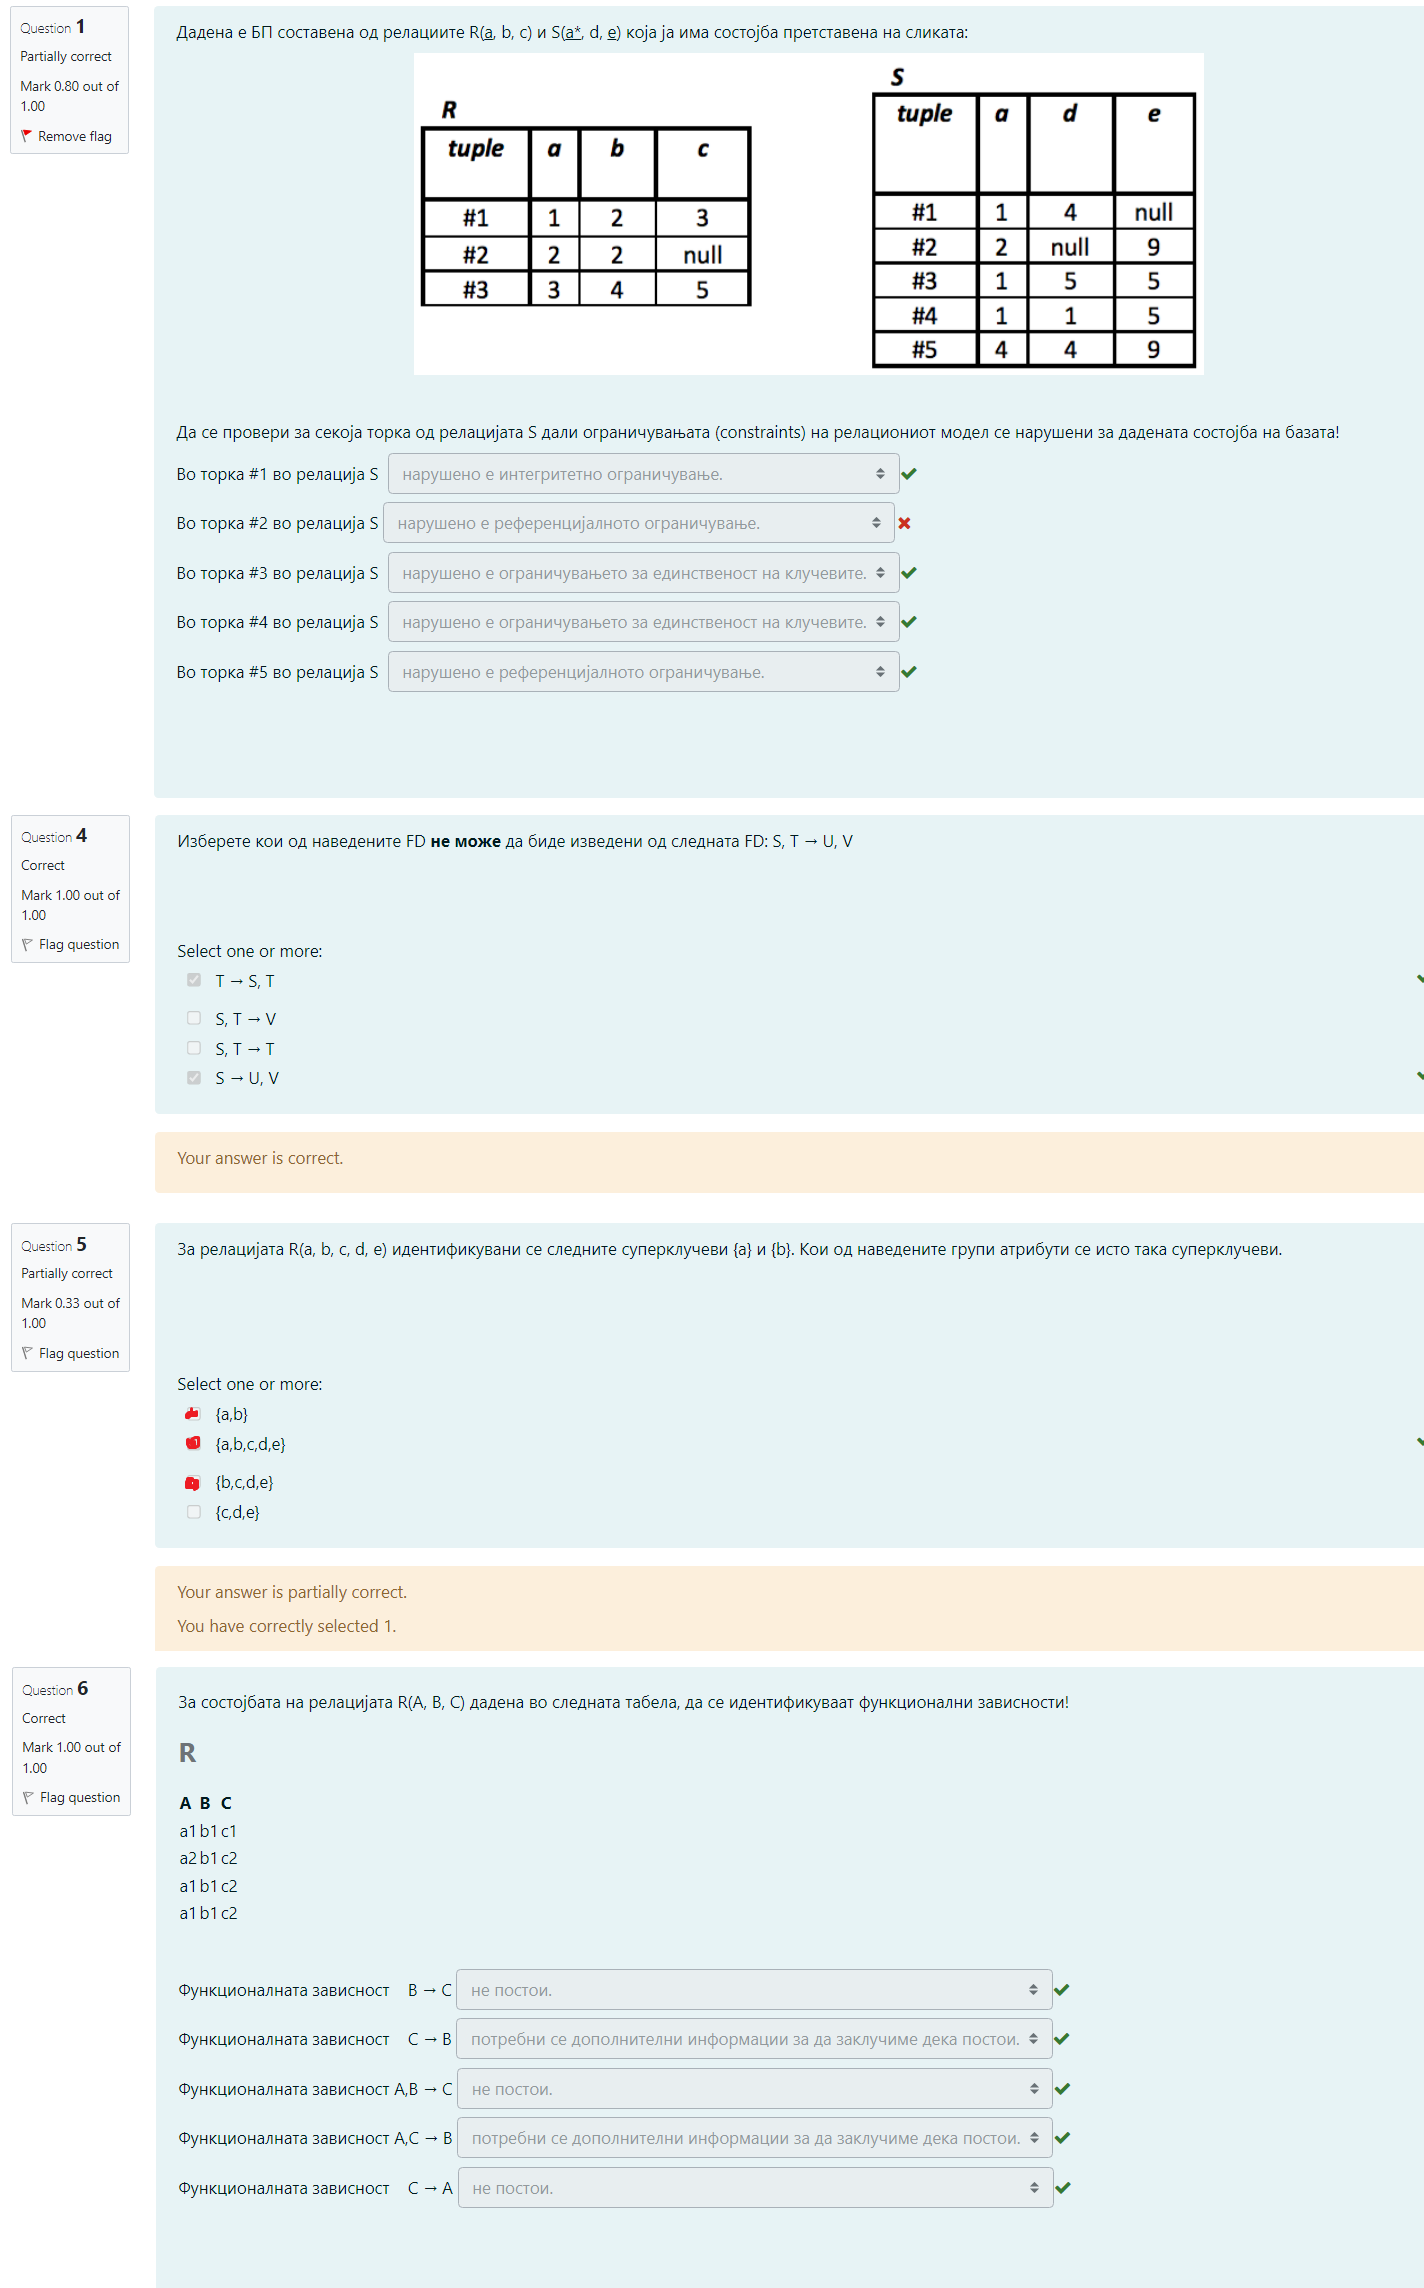 Question 1
Partially correct
Mark 0.80 out of
1.00
Remove flag
Дадена е БП составена од релациите R(a, b, c) и S(a*, d, e) која ја има состојба претставена на сликата:
R
tuple a b c
#1 1 2 3
#2 2 2 null
#3 3 4 5
S
tuple a d e
#1 1 4 null
#2 2 null 9
#3 1 5 5
#4 1 1 5
#5 4 4 9
Да се провери за секоја торка од релацијата S дали ограничувањата (constraints) на релациониот модел се нарушени за дадената состојба на базата!
Во торка #1 во релација S нарушено е интегритетно ограничување.
Во торка #2 во релација S нарушено е референцијалното ограничување.
Во торка #3 во релација S нарушено е ограничувањето за единственост на клучевите.
Во торка #4 во релација S нарушено е ограничувањето за единственост на клучевите.
Во торка #5 во релација S нарушено е референцијалното ограничување.
Question 4
Correct
Mark 1.00 out of
1.00
Flag question
Изберете кои од наведените FD не може да биде изведени од следната FD: S, T → U, V
Select one or more:
T → S, T
S, T → V
S, T → T
S → U, V
Your answer is correct.
Question 5
Partially correct
Mark 0.33 out of
1.00
Flag question
За релацијата R(a, b, c, d, e) идентификувани се следните суперклучеви {a} и {b}. Кои од наведените групи атрибути се исто така суперклучеви.
Select one or more:
{a,b}
{a,b,c,d,e}
{b,c,d,e}
{c,d,e}
Your answer is partially correct.
You have correctly selected 1.
Question 6
Correct
Mark 1.00 out of
1.00
Flag question
За состојбата на релацијата R(A, B, C) дадена во следната табела, да се идентификуваат функционални зависности!
R
A B C
a1 b1 c1
a2 b1 c2
a1 b1 c2
a1 b1 c2
Функционалната зависност B → C не постои.
Функционалната зависност C → B потребни се дополнителни информации за да заклучиме дека постои.
Функционалната зависност A,B → C не постои.
Функционалната зависност A,C → B потребни се дополнителни информации за да заклучиме дека постои.
Функционалната зависност C → A не постои.